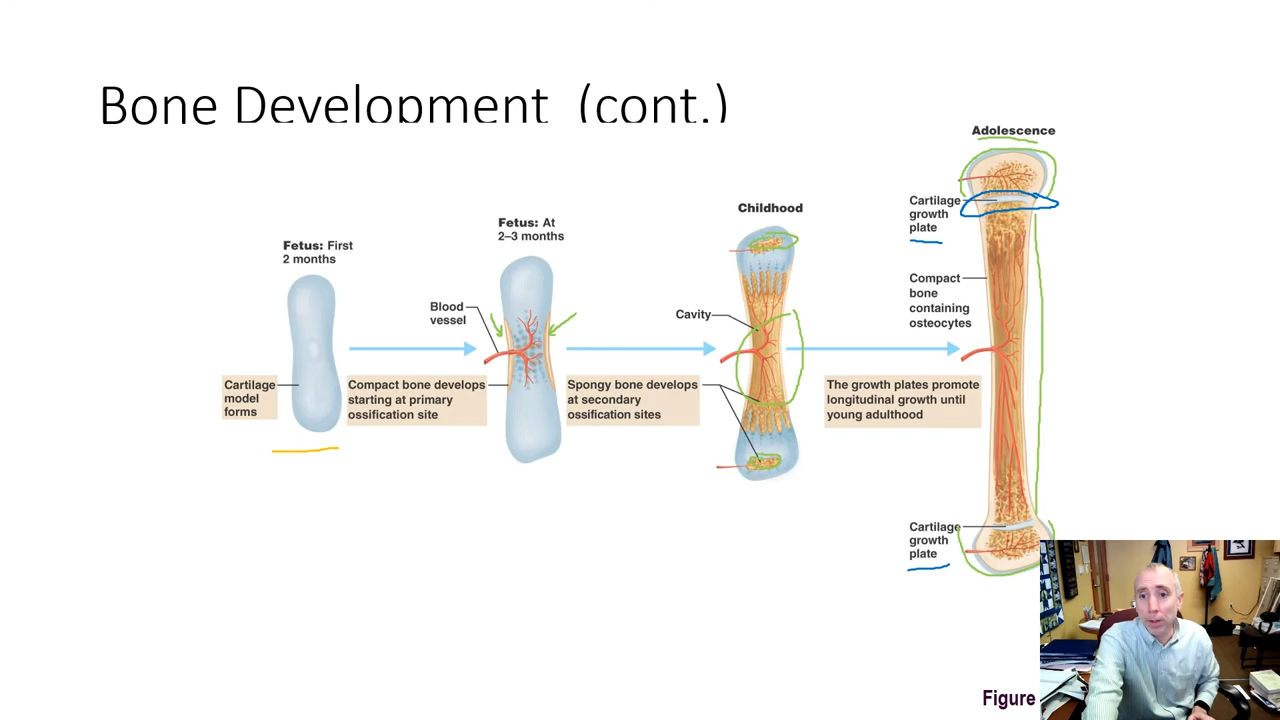 Bone Development (cont.)
Adolescence
Cartilage
growth
plate
Childhood
Fetus: At
2–3 months
Fetus: First
2 months
Compact
bone
containing
osteocytes
Blood
vessel
Cavity
Cartilage
model
forms
Compact bone develops
starting at primary
ossification site
Spongy bone develops
at secondary
ossification sites
The growth plates promote
longitudinal growth until
young adulthood
Cartilage
growth
plate
Figure